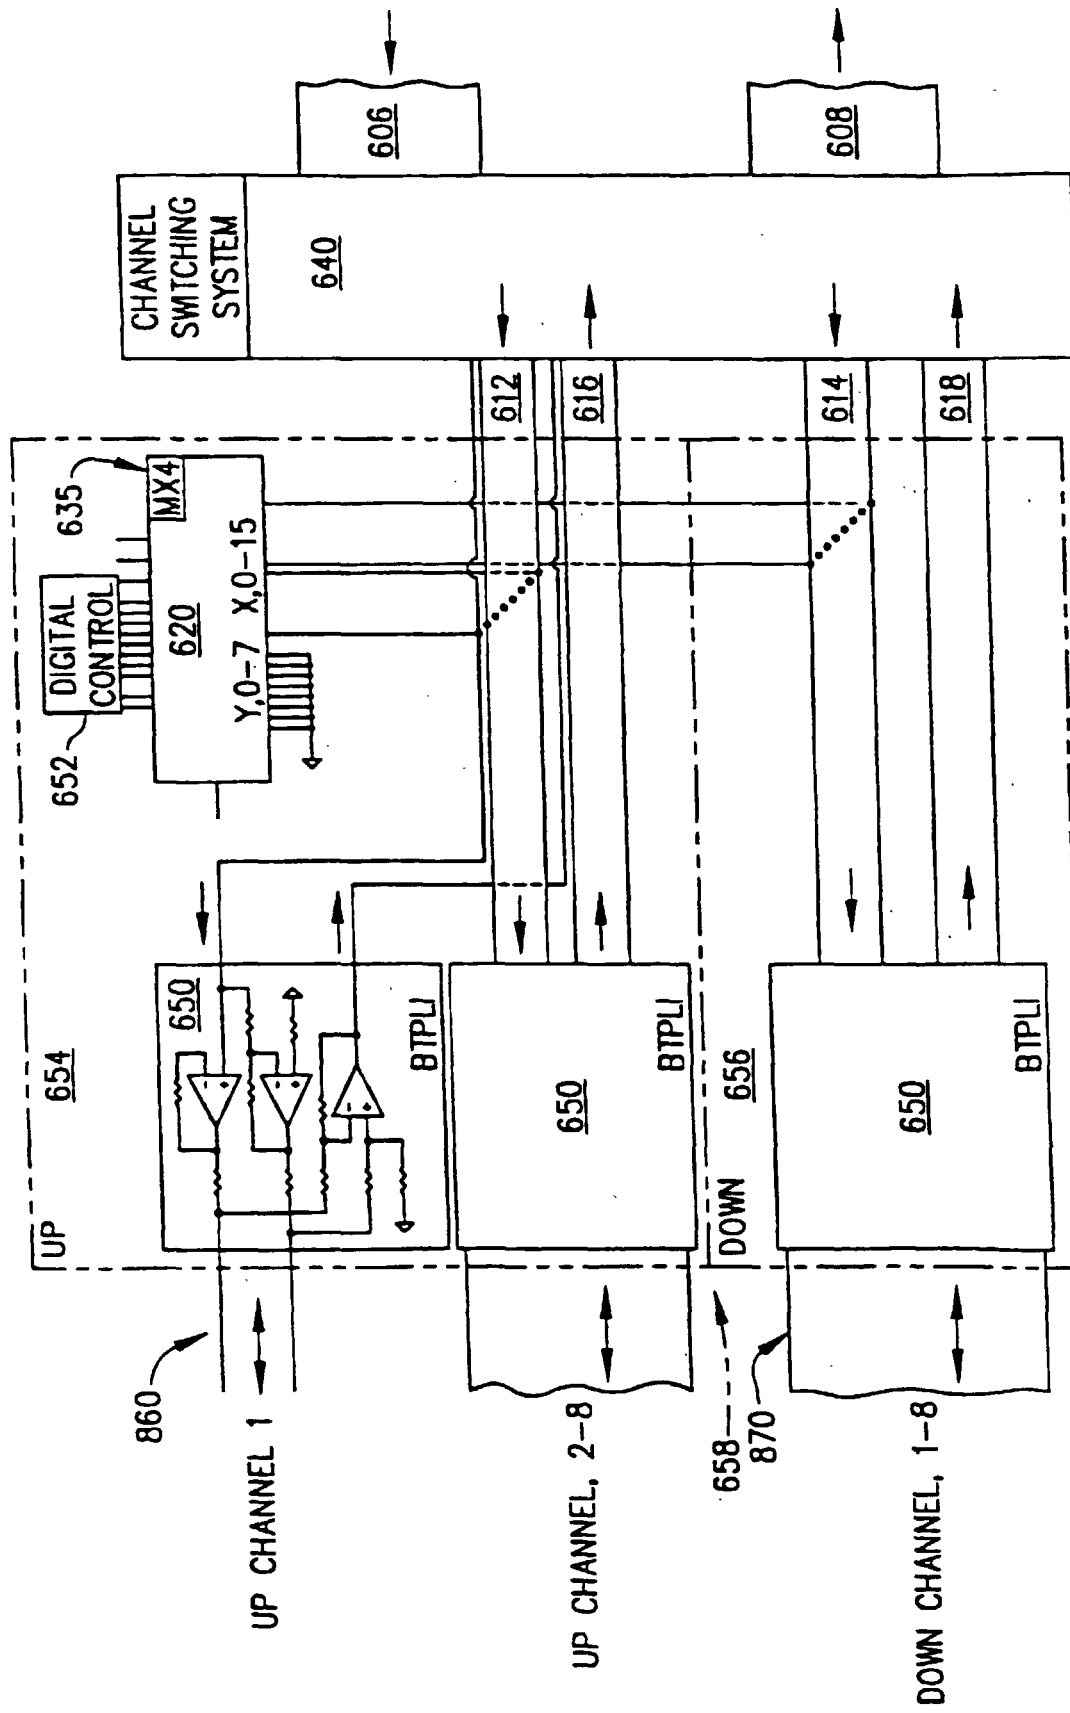 UP CHANNEL 1
860
UP
654
650
BTPLI
652
DIGITAL
CONTROL
620
635
MX4
Y,0-7 X,0-15
CHANNEL
SWITCHING
SYSTEM
640
606
608
612
616
614
618
UP CHANNEL, 2-8
650
BTPLI
658
870
DOWN
656
DOWN CHANNEL, 1-8
650
BTPLI